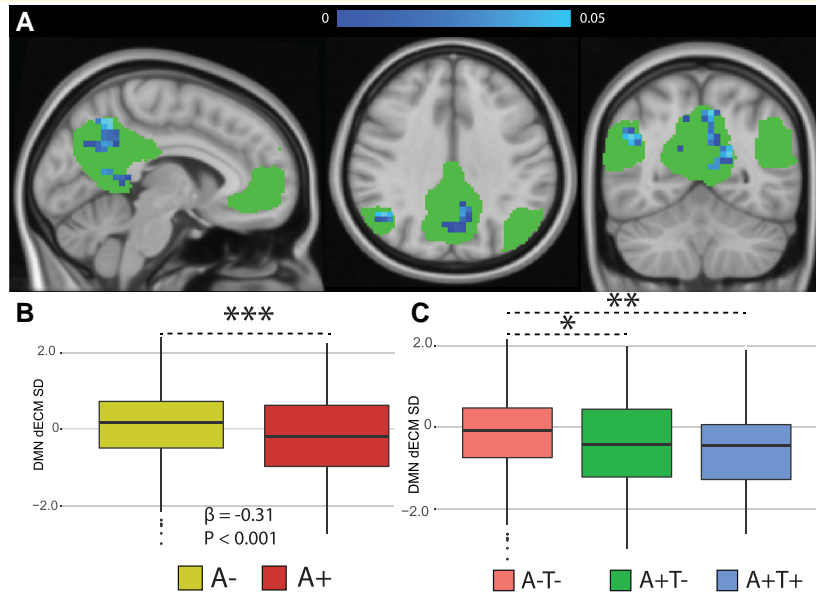 A
0 0.05
B
***
2.0
0
−2.0
DMN dECM SD
β = -0.31
P < 0.001
A- A+
C
**
*
2.0
0
−2.0
DMN dECM SD
A-T- A+T- A+T+